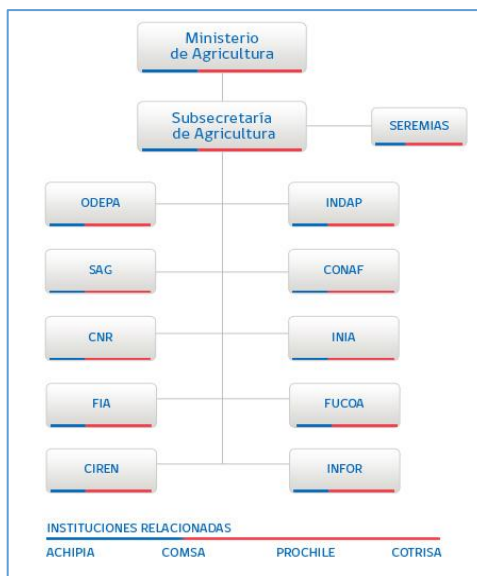 Ministerio
de Agricultura
Subsecretaría
de Agricultura
SEREMIAS
ODEPA
INDAP
SAG
CONAF
CNR
INIA
FIA
FUCOA
CIREN
INFOR
INSTITUCIONES RELACIONADAS
ACHIPIA COMSA PROCHILE COTRISA